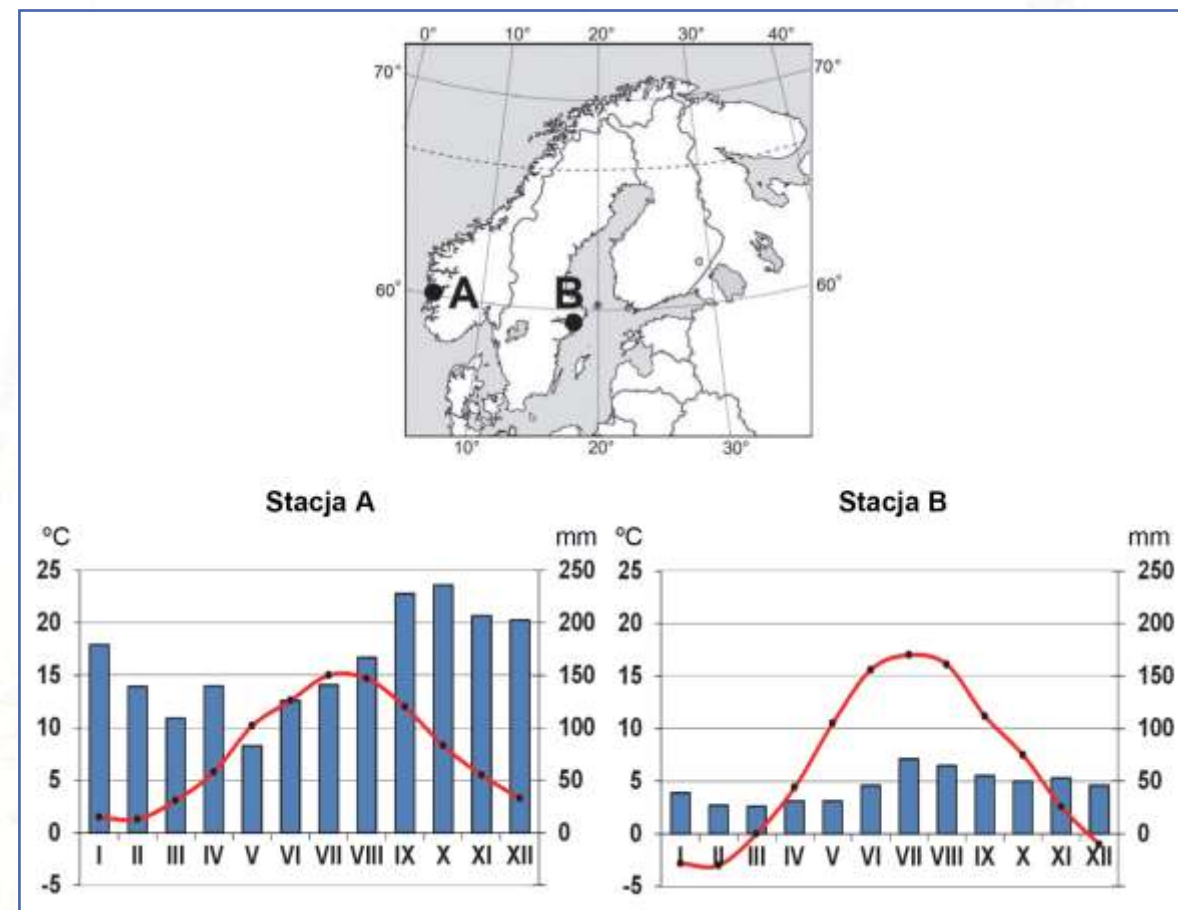 0° 10° 20° 30° 40°
70° 70°
60° A B 60°
10° 20° 30°
Stacja A
°C mm
25 250
20 200
15 150
10 100
5 50
0 0
-5
I II III IV V VI VII VIII IX X XI XII
Stacja B
°C mm
25 250
20 200
15 150
10 100
5 50
0 0
-5
I II III IV V VI VII VIII IX X XI XII